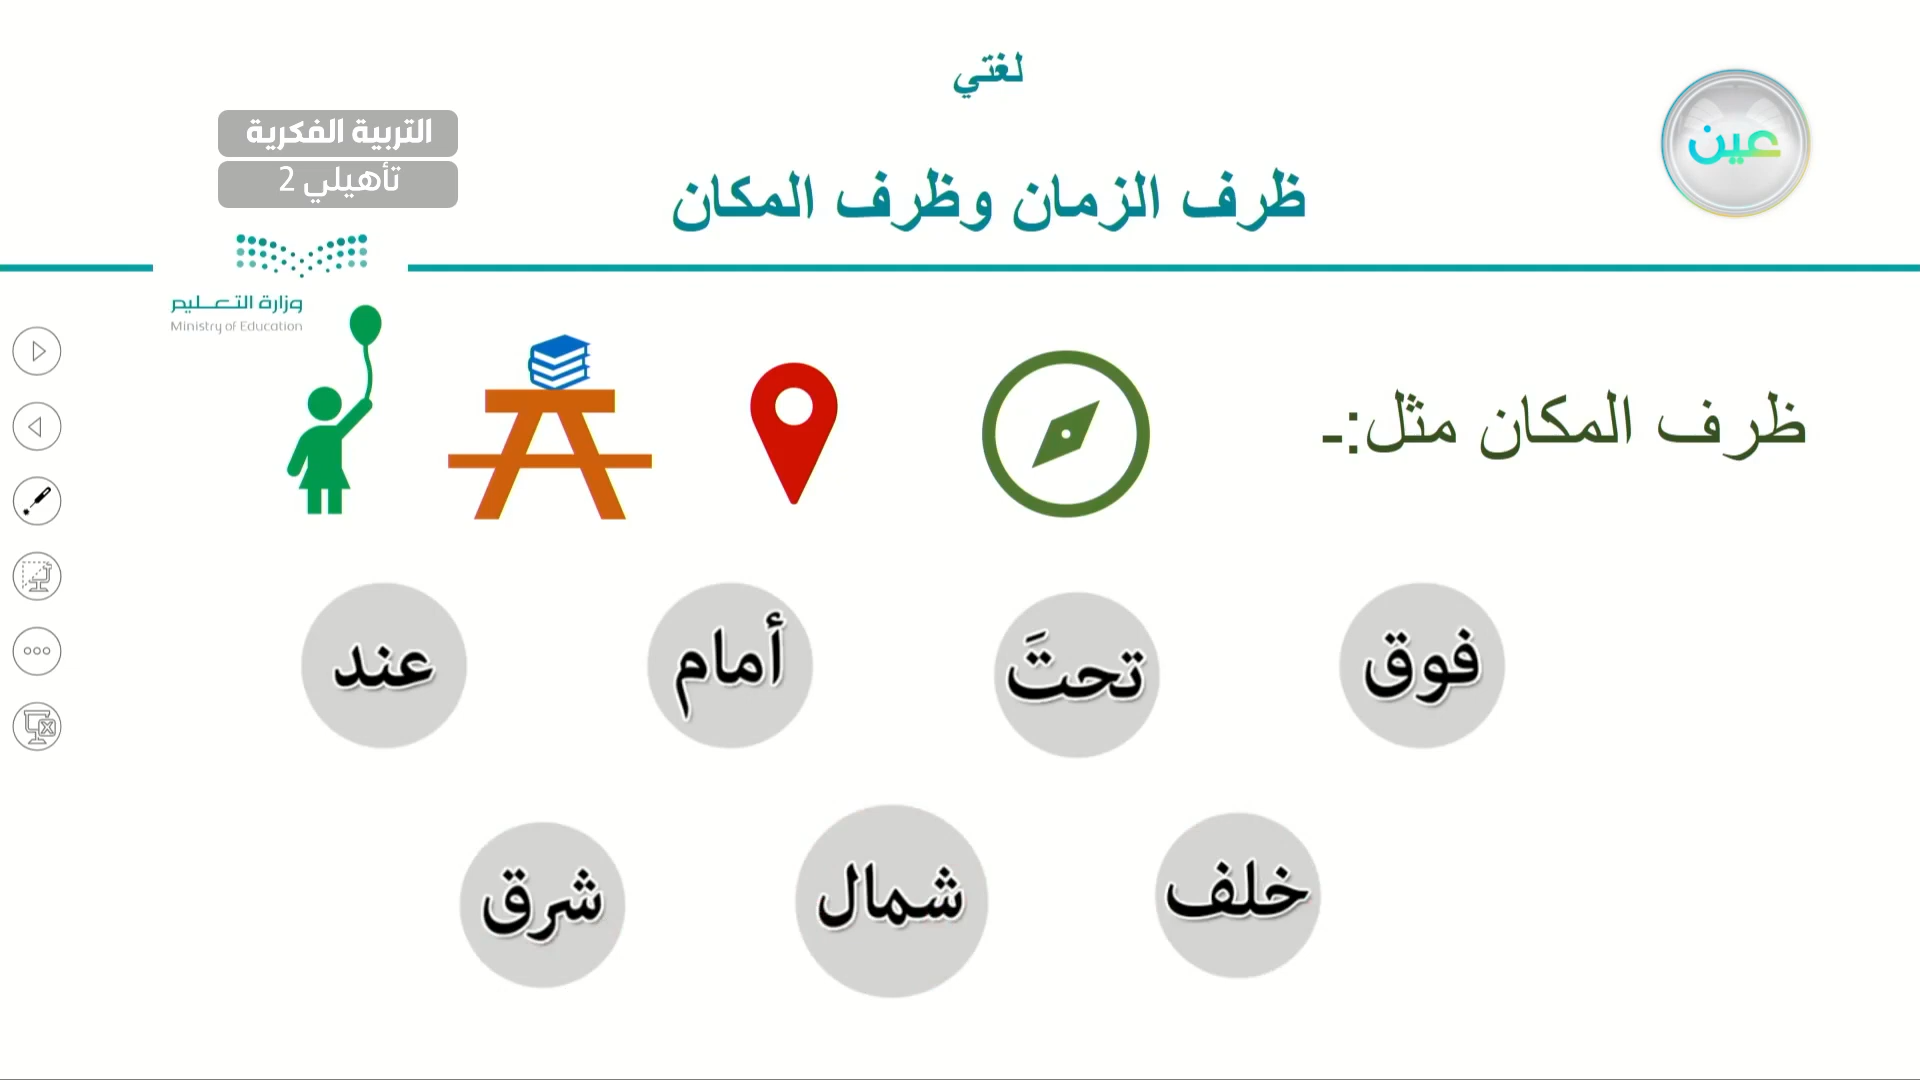 لغتي
عين
التربية الفكرية
تأهيلي 2
ظرف الزمان وظرف المكان
وزارة التعليم
Ministry of Education
ظرف المكان مثل:-
فوق تحتَ أمام عند
خلف شمال شرق